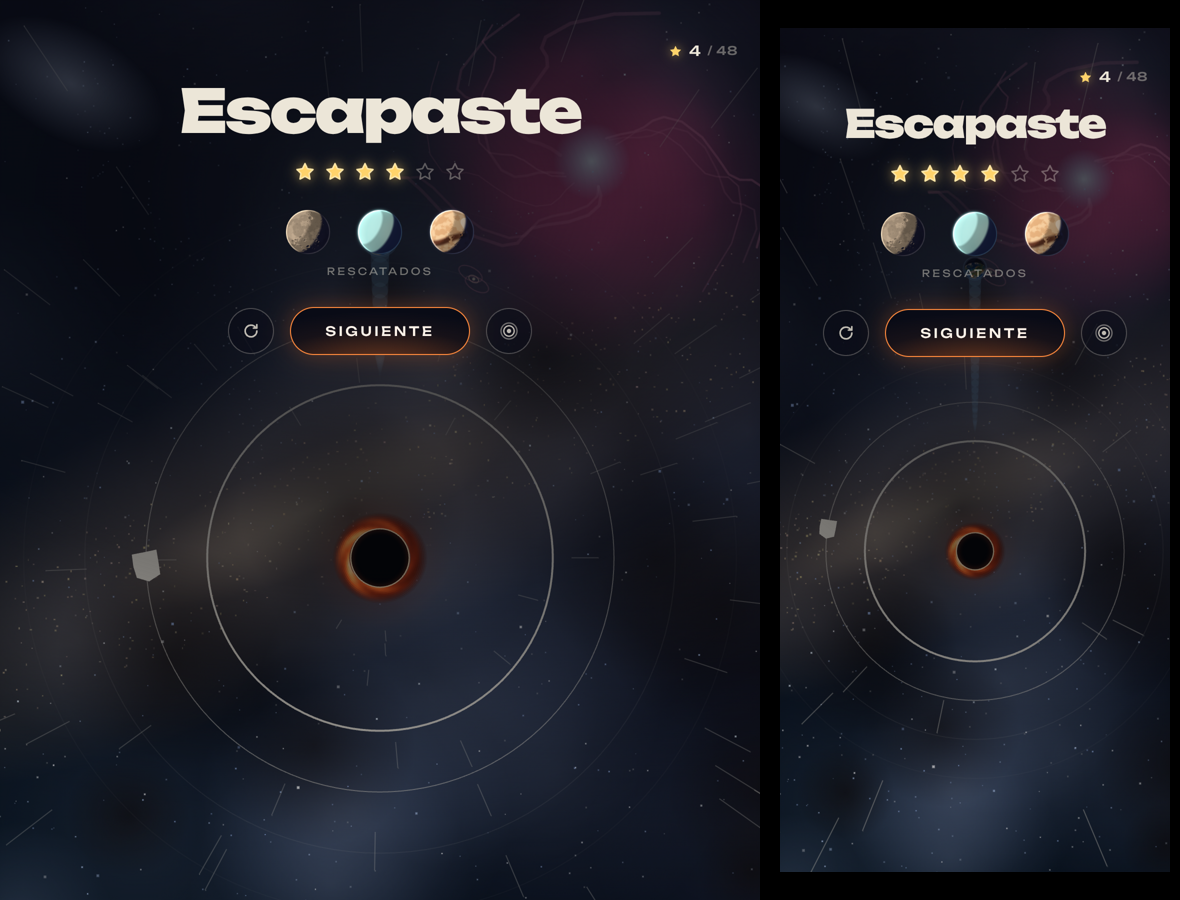 4 / 48
Escapaste
RESCATADOS
SIGUIENTE
4 / 48
Escapaste
RESCATADOS
SIGUIENTE